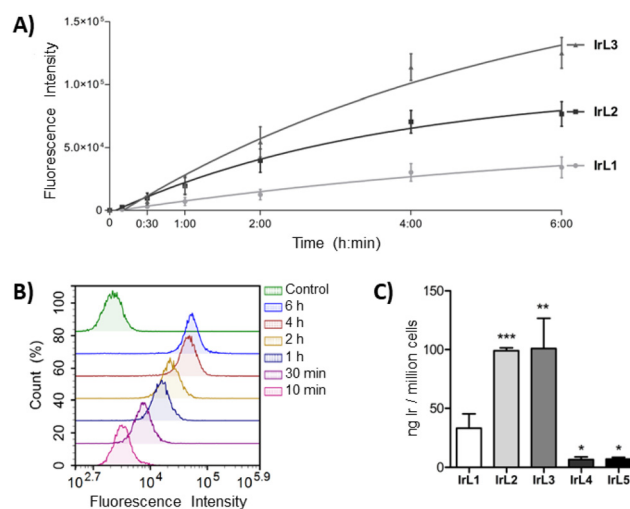 A)
Fluorescence Intensity
1.5×10⁵
1.0×10⁵
5.0×10⁴
0
0 0:30 1:00 2:00 4:00 6:00
Time (h:min)
IrL3
IrL2
IrL1
B)
Count (%)
100
80
60
40
20
0
10^2.7 10^4 10^5 10^5.9
Fluorescence Intensity
Control
6 h
4 h
2 h
1 h
30 min
10 min
C)
ng Ir / million cells
150
100
50
0
*** ** * *
IrL1 IrL2 IrL3 IrL4 IrL5